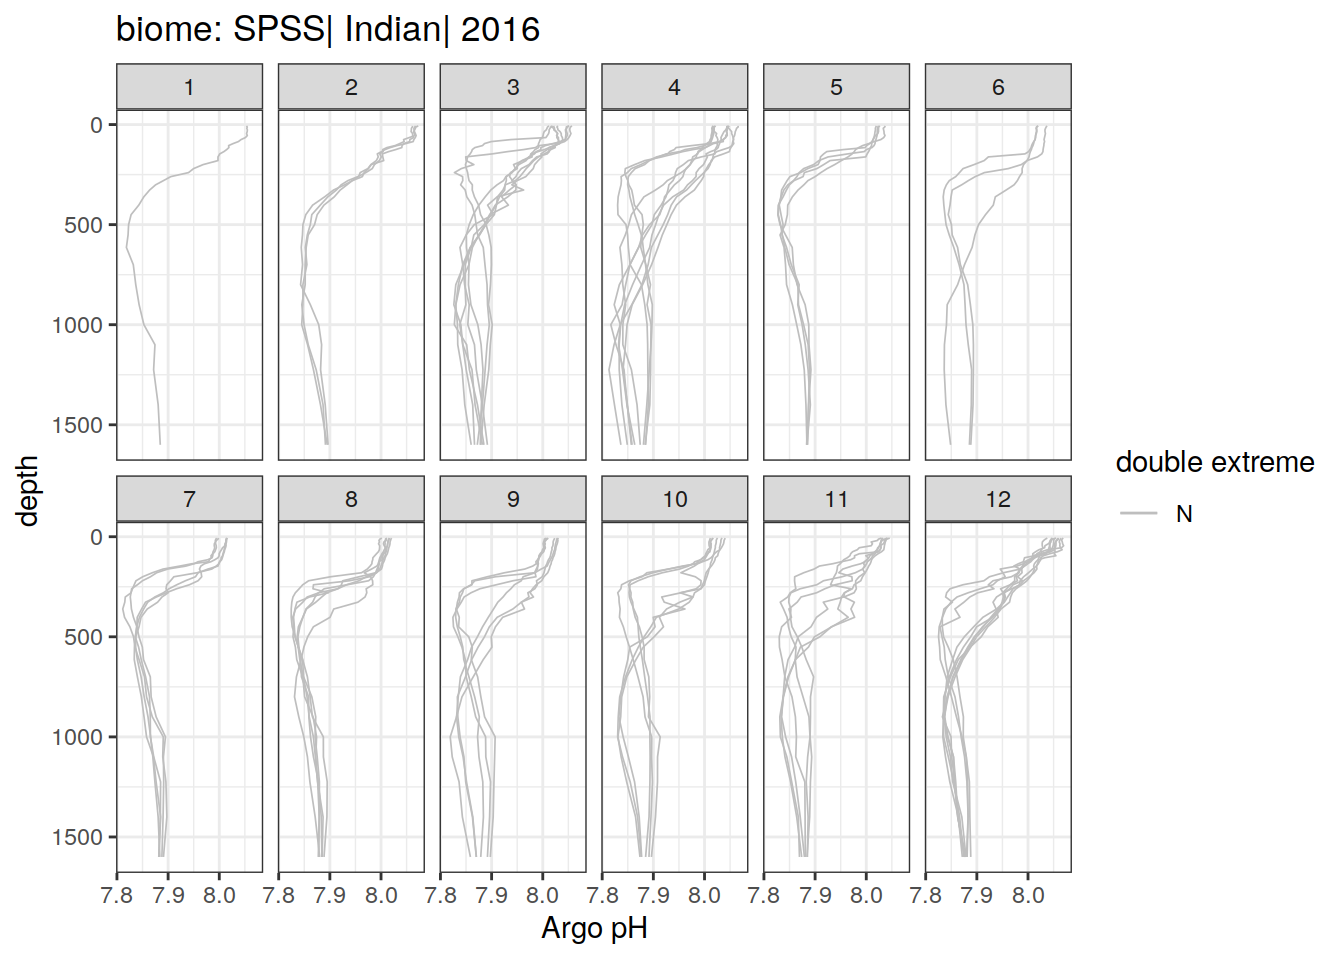 biome: SPSS| Indian| 2016
1 2 3 4 5 6
0
500
1000
1500
depth
double extreme
N
7 8 9 10 11 12
0
500
1000
1500
7.8 7.9 8.0 7.8 7.9 8.0 7.8 7.9 8.0 7.8 7.9 8.0 7.8 7.9 8.0 7.8 7.9 8.0
Argo pH